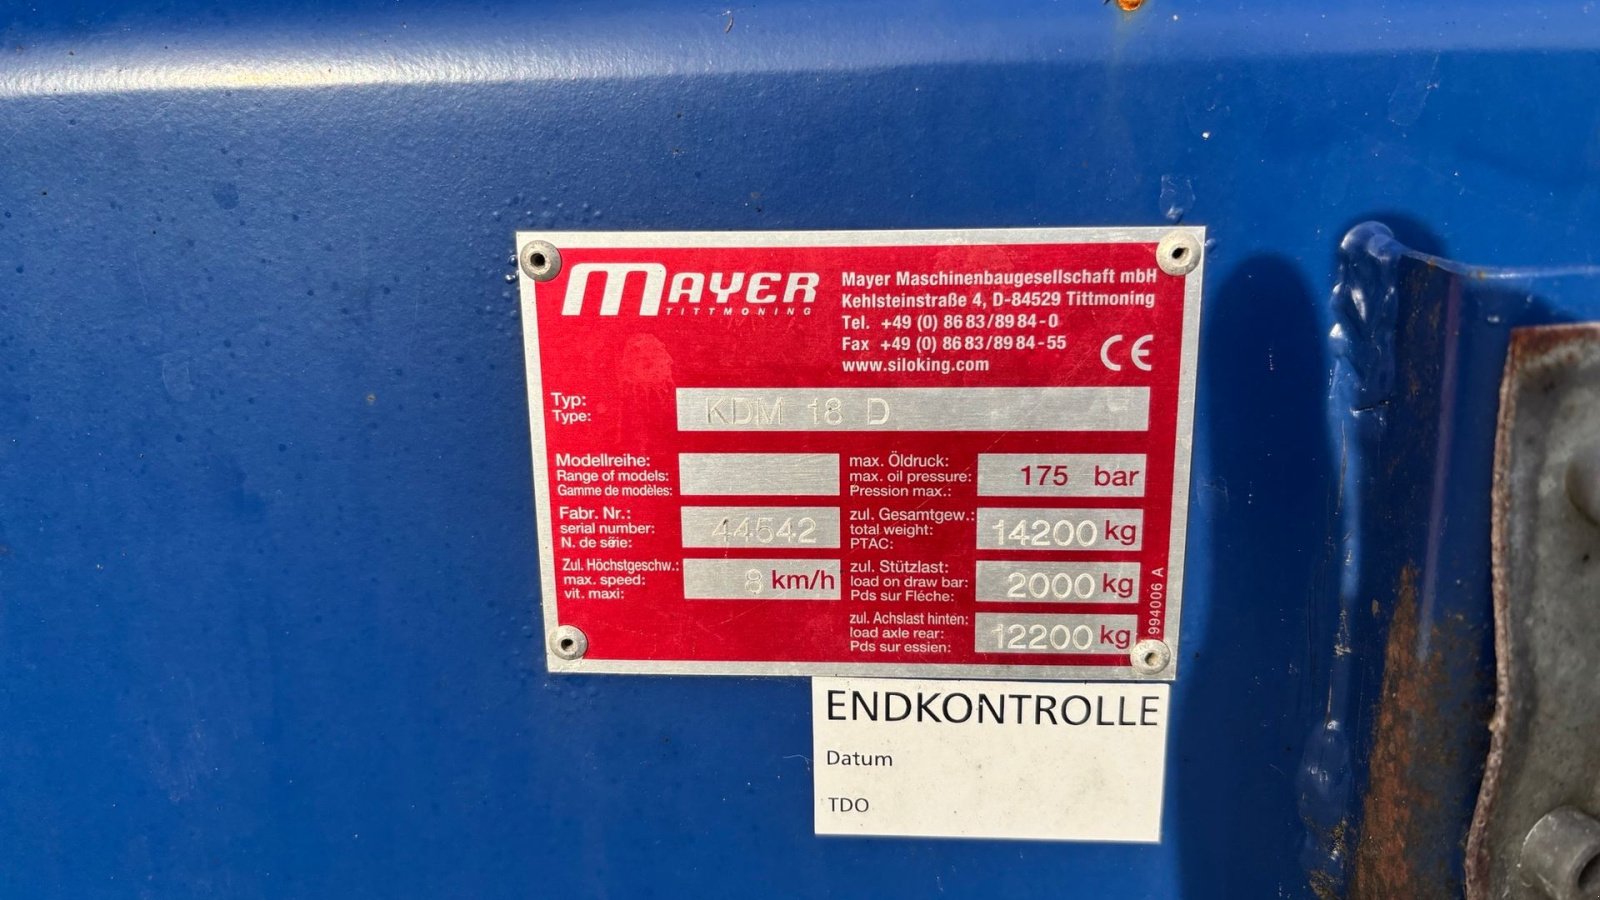 MAYER
TITTMONING
Mayer Maschinenbaugesellschaft mbH
Kehlsteinstraße 4, D-84529 Tittmoning
Tel. +49 (0) 86 83 / 89 84 - 0
Fax +49 (0) 86 83 / 89 84 - 55
www.siloking.com
CE
Typ:
Type:
KDM 18 D
Modellreihe:
Range of models:
Gamme de modèles:
Fabr. Nr.:
serial number:
N. de série:
44542
Zul. Höchstgeschw.:
max. speed:
vit. maxi:
8 km/h
max. Öldruck:
max. oil pressure:
Pression max.:
175 bar
zul. Gesamtgew.:
total weight:
PTAC:
14200 kg
zul. Stützlast:
load on draw bar:
Pds sur Fléche:
2000 kg
zul. Achslast hinten:
load axle rear:
Pds sur essien:
12200 kg
994006 A
ENDKONTROLLE
Datum
TDO